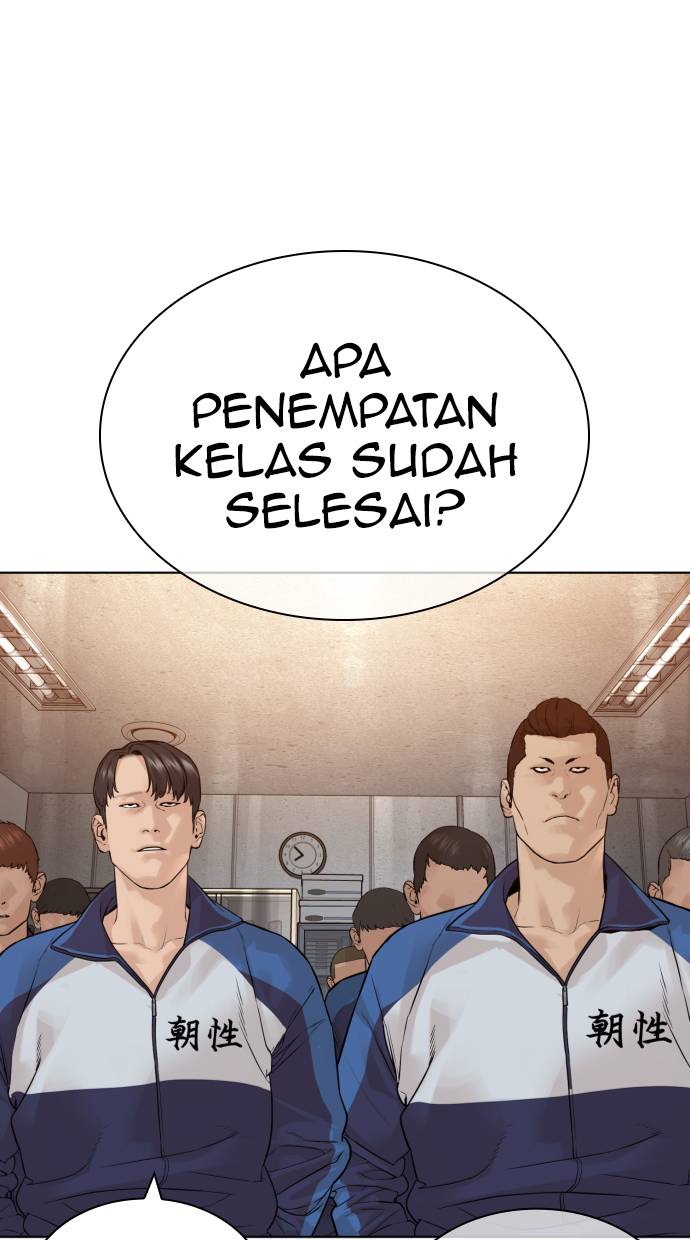 APA
PENEMPATAN
KELAS SUDAH
SELESAI?
朝性
朝性